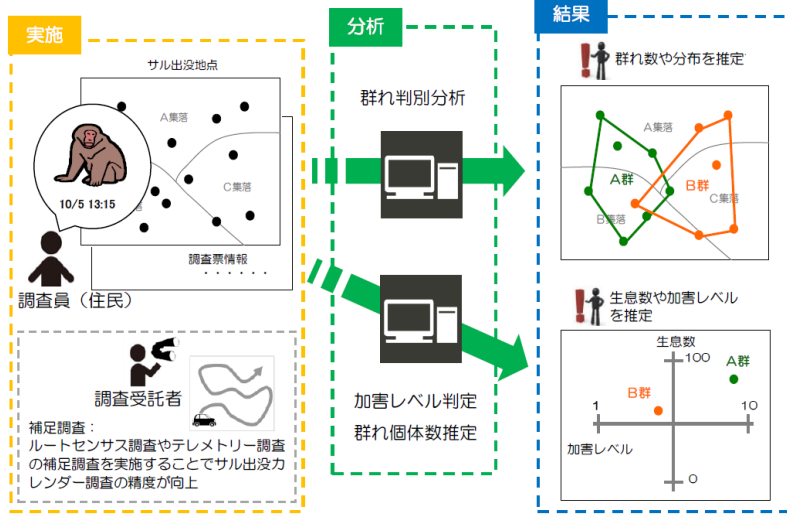 実施
サル出没地点
A集落
C集落
集落
10/5 13:15
調査票情報
・・・・・・
調査員（住民）
調査受託者
補足調査：
ルートセンサス調査やテレメトリー調査
の補足調査を実施することでサル出没カ
レンダー調査の精度が向上
分析
群れ判別分析
加害レベル判定
群れ個体数推定
結果
群れ数や分布を推定
A集落
A群
B群
C集落
B集落
生息数や加害レベル
を推定
生息数
100
A群
B群
1
10
加害レベル
0